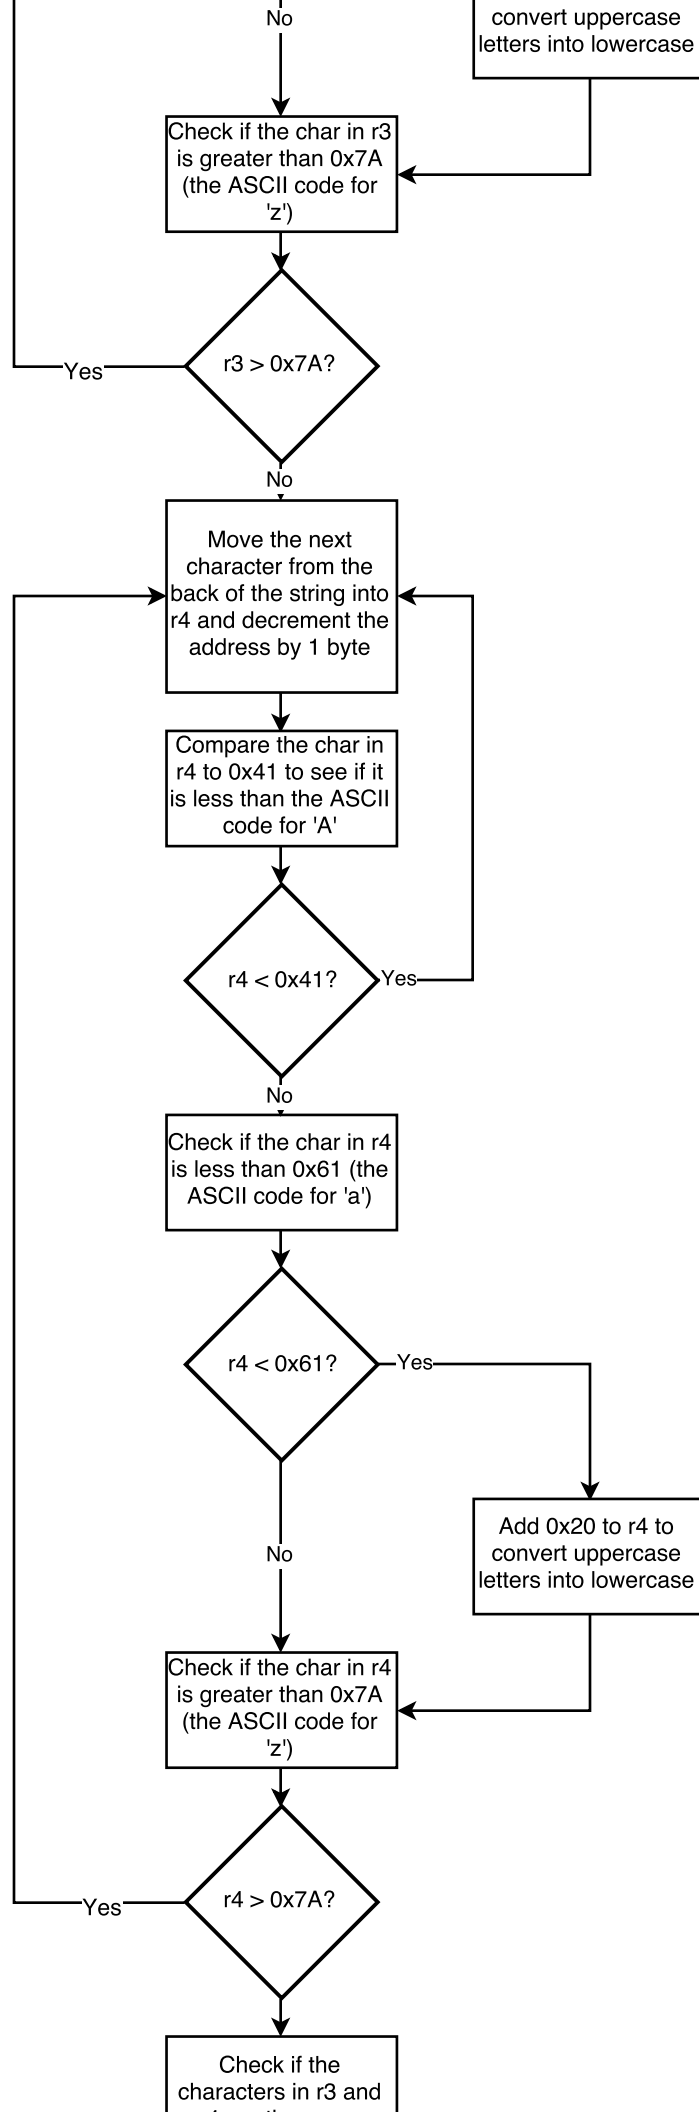 No
convert uppercase
letters into lowercase
Check if the char in r3
is greater than 0x7A
(the ASCII code for
'z')
r3 > 0x7A?
Yes
No
Move the next
character from the
back of the string into
r4 and decrement the
address by 1 byte
Compare the char in
r4 to 0x41 to see if it
is less than the ASCII
code for 'A'
r4 < 0x41?
Yes
No
Check if the char in r4
is less than 0x61 (the
ASCII code for 'a')
r4 < 0x61?
Yes
No
Add 0x20 to r4 to
convert uppercase
letters into lowercase
Check if the char in r4
is greater than 0x7A
(the ASCII code for
'z')
r4 > 0x7A?
Yes
Check if the
characters in r3 and